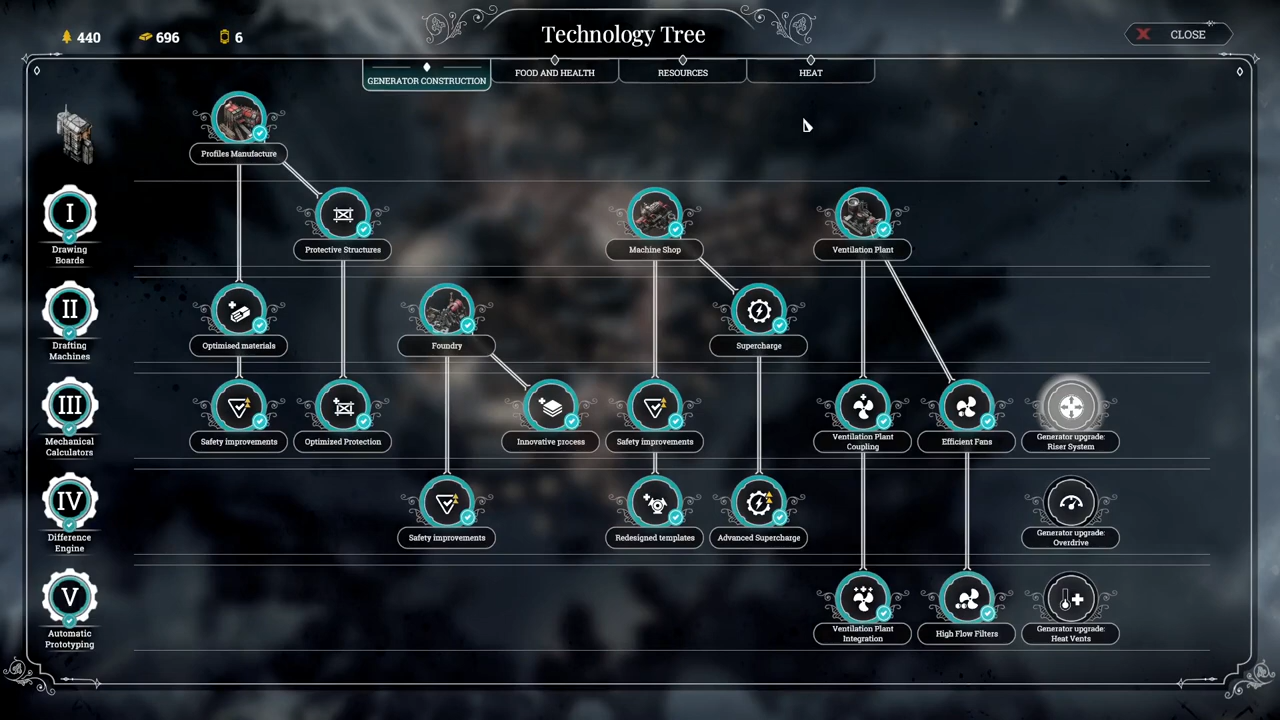 440
696
6
Technology Tree
CLOSE
GENERATOR CONSTRUCTION
FOOD AND HEALTH
RESOURCES
HEAT
Profiles Manufacture
I
Drawing
Boards
Protective Structures
Machine Shop
Ventilation Plant
II
Drafting
Machines
Optimised materials
Foundry
Supercharge
III
Mechanical
Calculators
Safety improvements
Optimized Protection
Innovative process
Safety improvements
Ventilation Plant
Coupling
Efficient Fans
Generator upgrade:
Riser System
IV
Difference
Engine
Safety improvements
Redesigned templates
Advanced Supercharge
Generator upgrade:
Overdrive
V
Automatic
Prototyping
Ventilation Plant
Integration
High Flow Filters
Generator upgrade:
Heat Vents